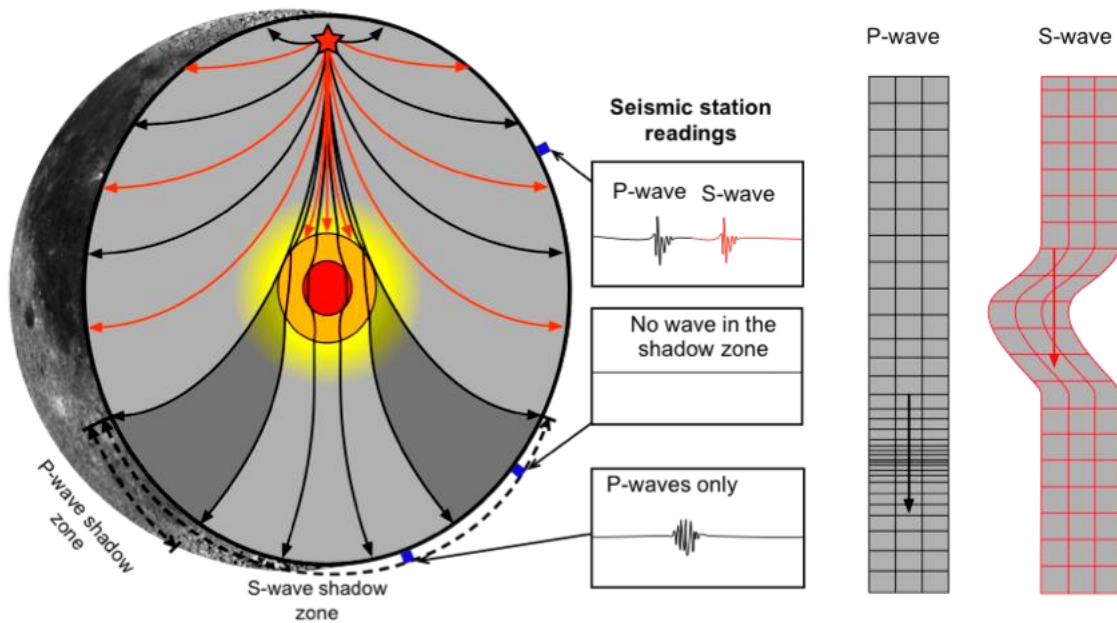 P-wave
S-wave
Seismic station
readings
P-wave
S-wave
No wave in the
shadow zone
P-waves only
P-wave shadow
zone
S-wave shadow
zone